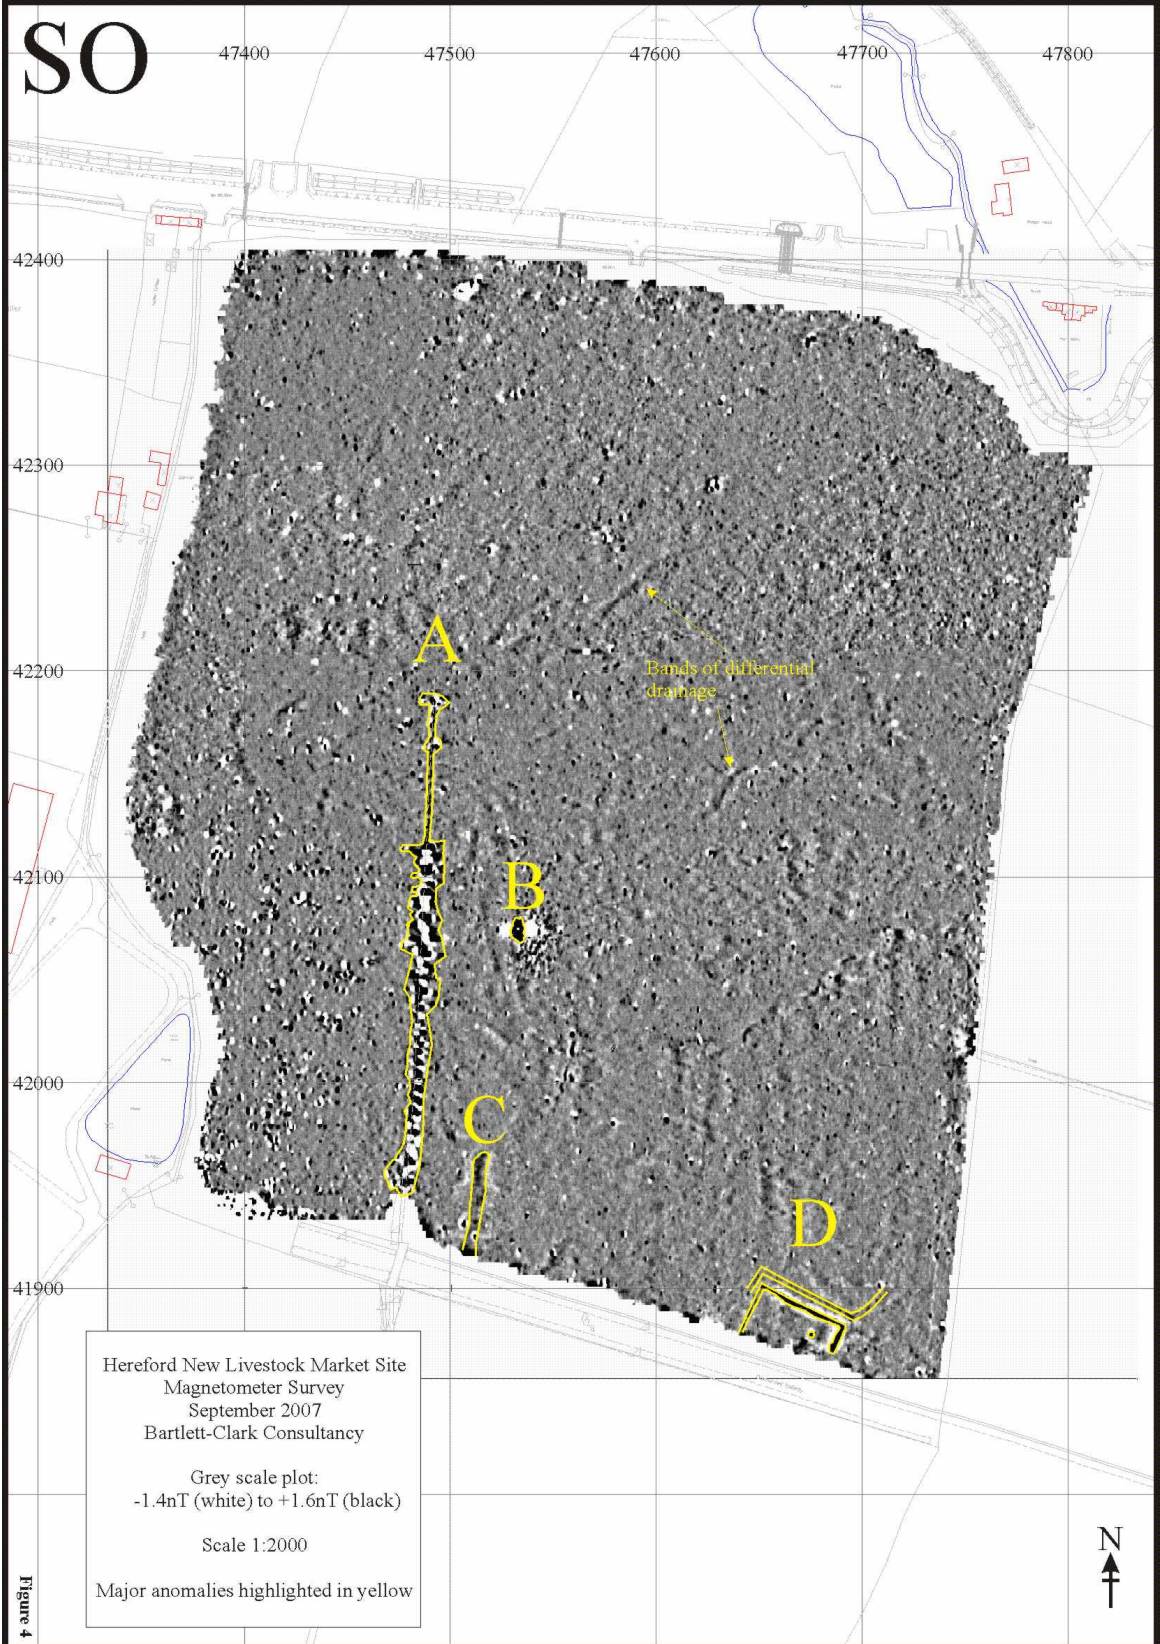 SO
47400 47500 47600 47700 47800
42400
42300
A
42200
Bands of differential
drainage
42100
B
42000
C
D
41900
Hereford New Livestock Market Site
Magnetometer Survey
September 2007
Bartlett-Clark Consultancy
Grey scale plot:
-1.4nT (white) to +1.6nT (black)
Scale 1:2000
Major anomalies highlighted in yellow
N
Figure 4